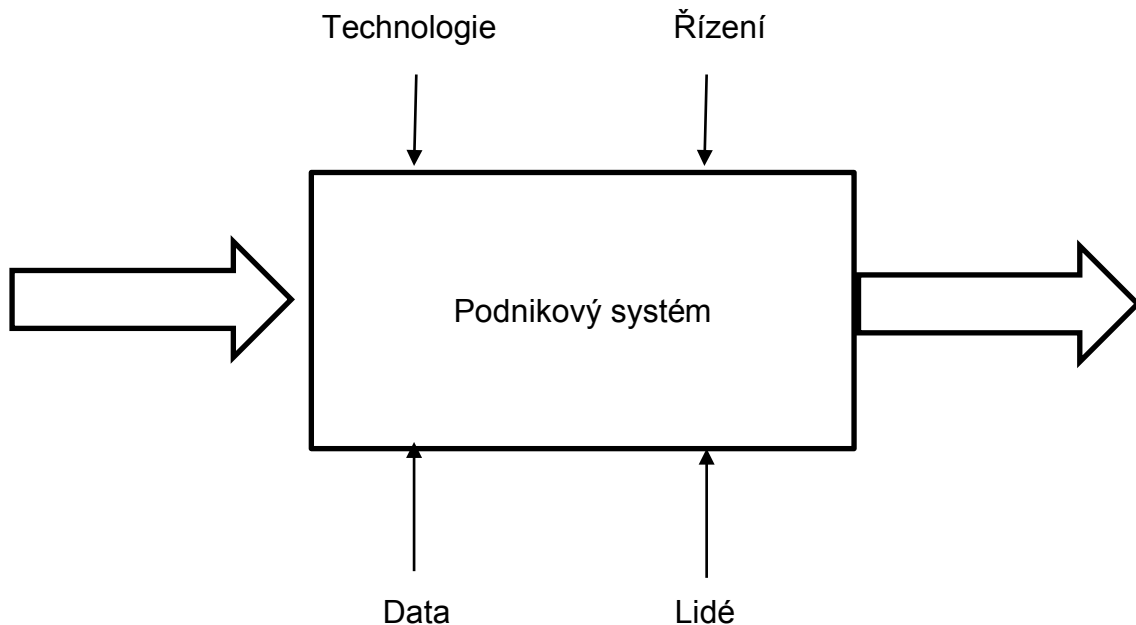 Technologie
Řízení
Podnikový systém
Data
Lidé